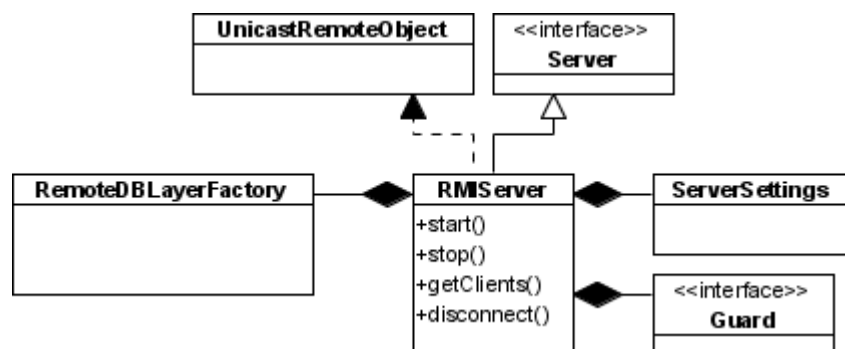 UnicastRemoteObject
<<interface>>
Server
RemoteDBLayerFactory
RMIServer
+start()
+stop()
+getClients()
+disconnect()
ServerSettings
<<interface>>
Guard